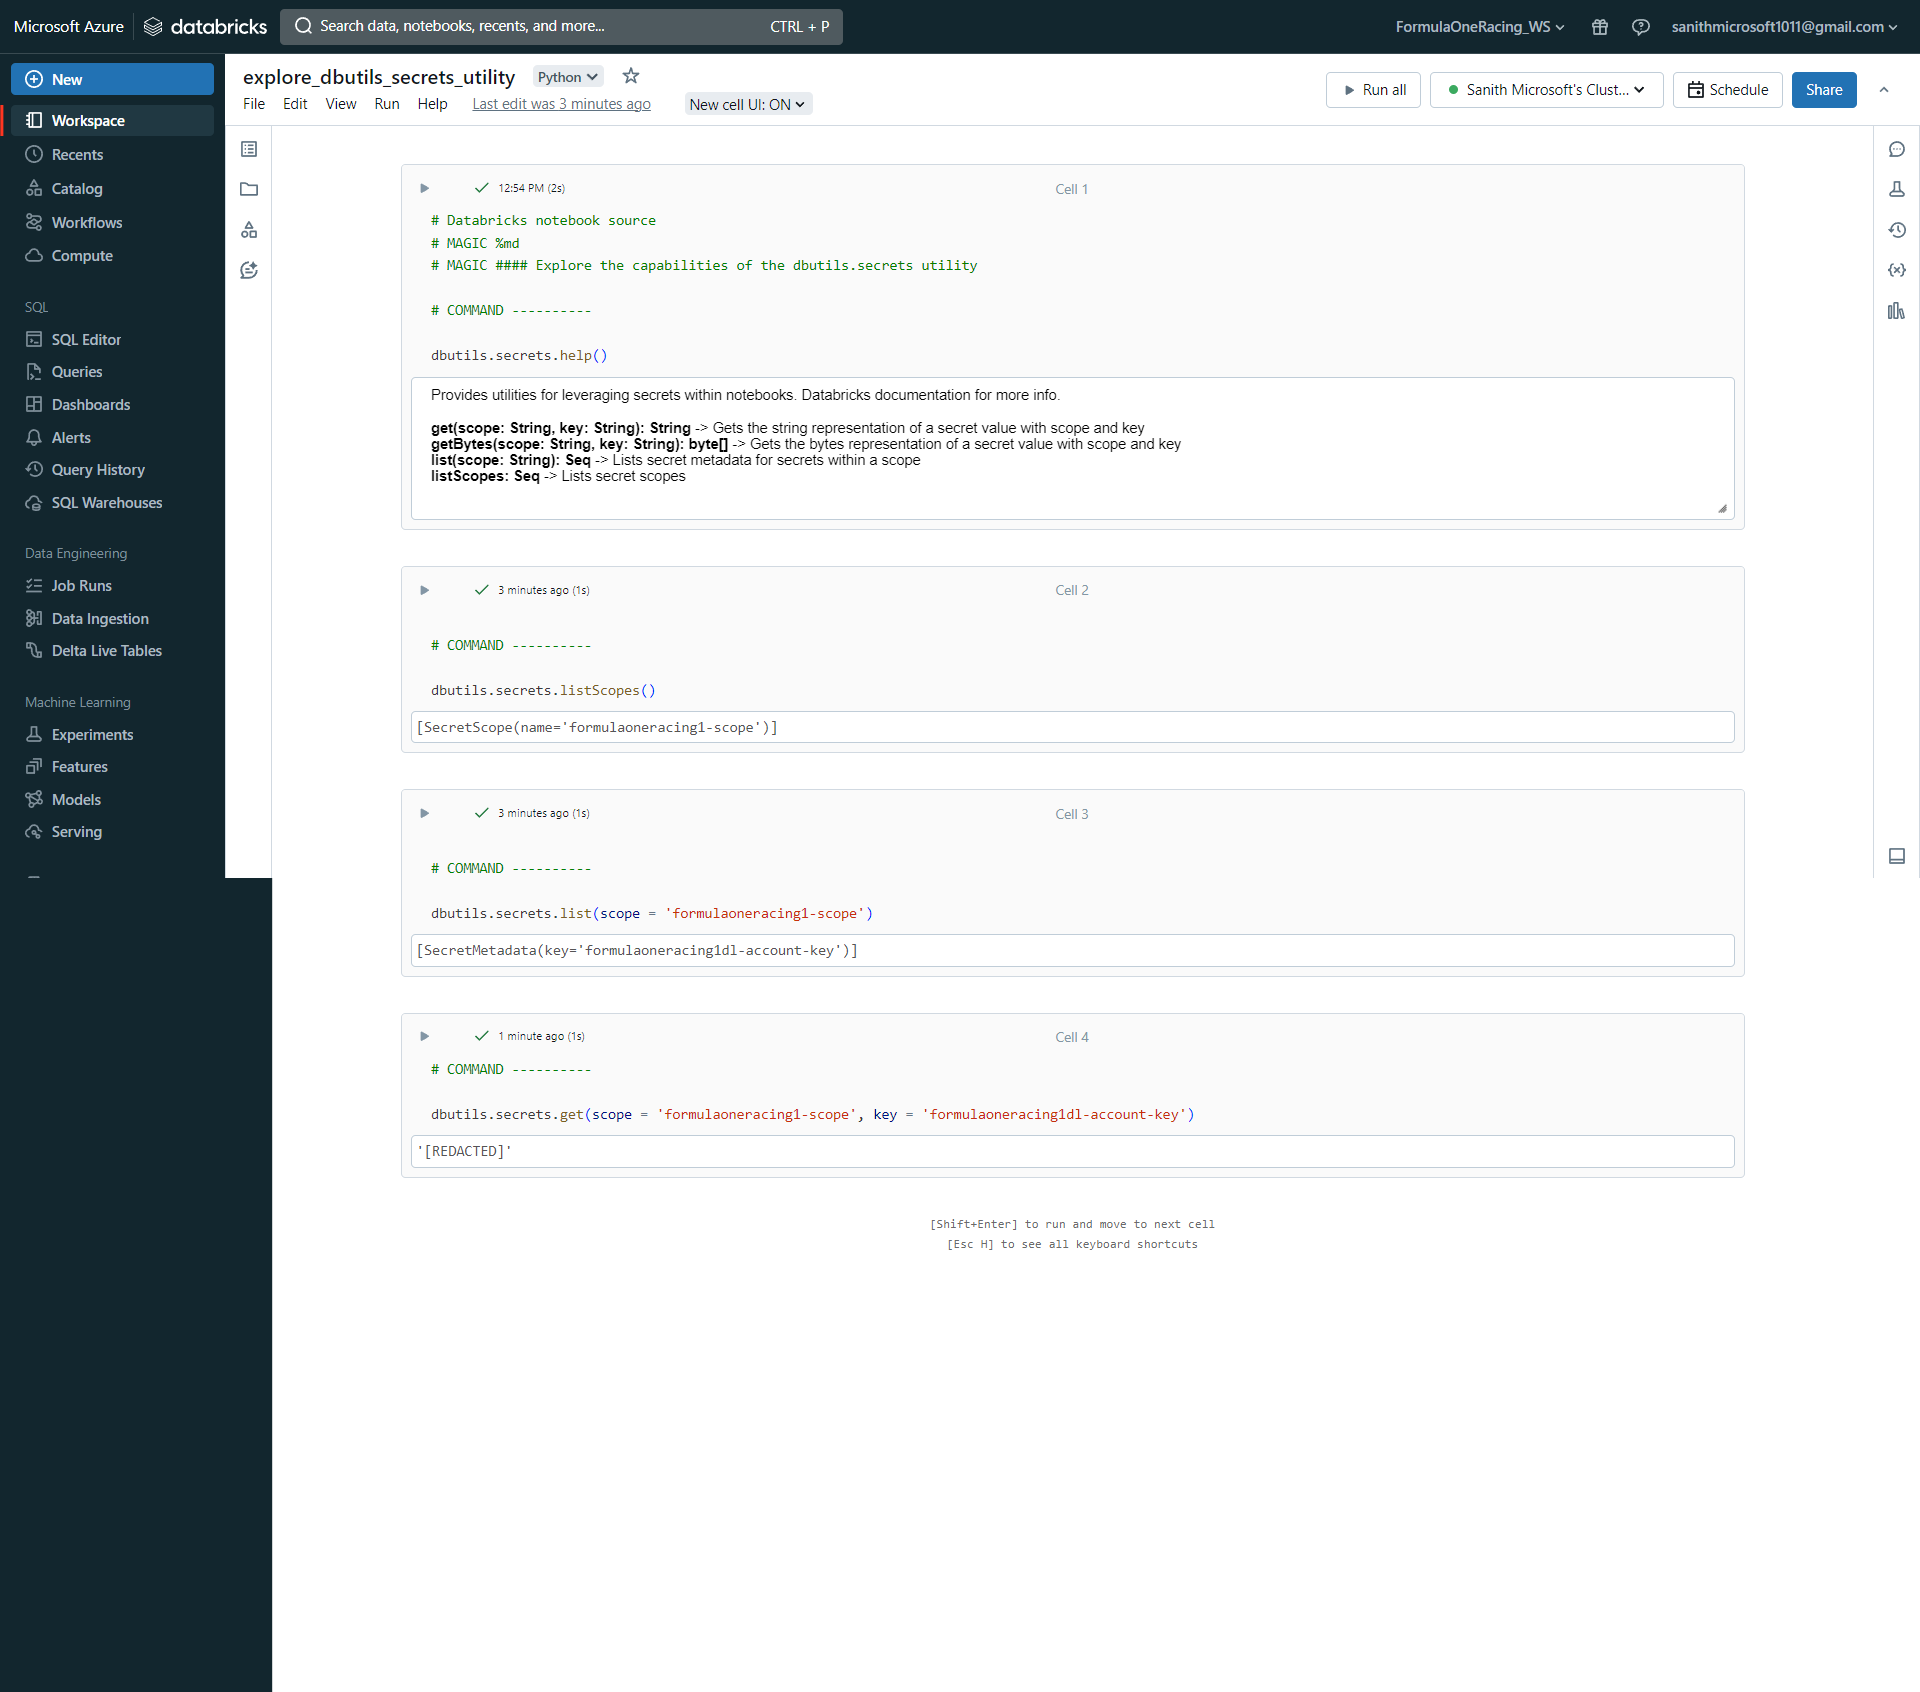 Microsoft Azure
databricks
Search data, notebooks, recents, and more...
CTRL + P
FormulaOneRacing_WS
sanithmicrosoft1011@gmail.com
New
Workspace
Recents
Catalog
Workflows
Compute
SQL
SQL Editor
Queries
Dashboards
Alerts
Query History
SQL Warehouses
Data Engineering
Job Runs
Data Ingestion
Delta Live Tables
Machine Learning
Experiments
Features
Models
Serving
explore_dbutils_secrets_utility
Python
File Edit View Run Help Last edit was 3 minutes ago New cell UI: ON
Run all
Sanith Microsoft's Clust...
Schedule
Share
12:54 PM (2s)
Cell 1
# Databricks notebook source
# MAGIC %md
# MAGIC #### Explore the capabilities of the dbutils.secrets utility
# COMMAND ----------
dbutils.secrets.help()
Provides utilities for leveraging secrets within notebooks. Databricks documentation for more info.
get(scope: String, key: String): String -> Gets the string representation of a secret value with scope and key
getBytes(scope: String, key: String): byte[] -> Gets the bytes representation of a secret value with scope and key
list(scope: String): Seq -> Lists secret metadata for secrets within a scope
listScopes: Seq -> Lists secret scopes
3 minutes ago (1s)
Cell 2
# COMMAND ----------
dbutils.secrets.listScopes()
[SecretScope(name='formulaoneracing1-scope')]
3 minutes ago (1s)
Cell 3
# COMMAND ----------
dbutils.secrets.list(scope = 'formulaoneracing1-scope')
[SecretMetadata(key='formulaoneracing1dl-account-key')]
1 minute ago (1s)
Cell 4
# COMMAND ----------
dbutils.secrets.get(scope = 'formulaoneracing1-scope', key = 'formulaoneracing1dl-account-key')
'[REDACTED]'
[Shift+Enter] to run and move to next cell
[Esc H] to see all keyboard shortcuts